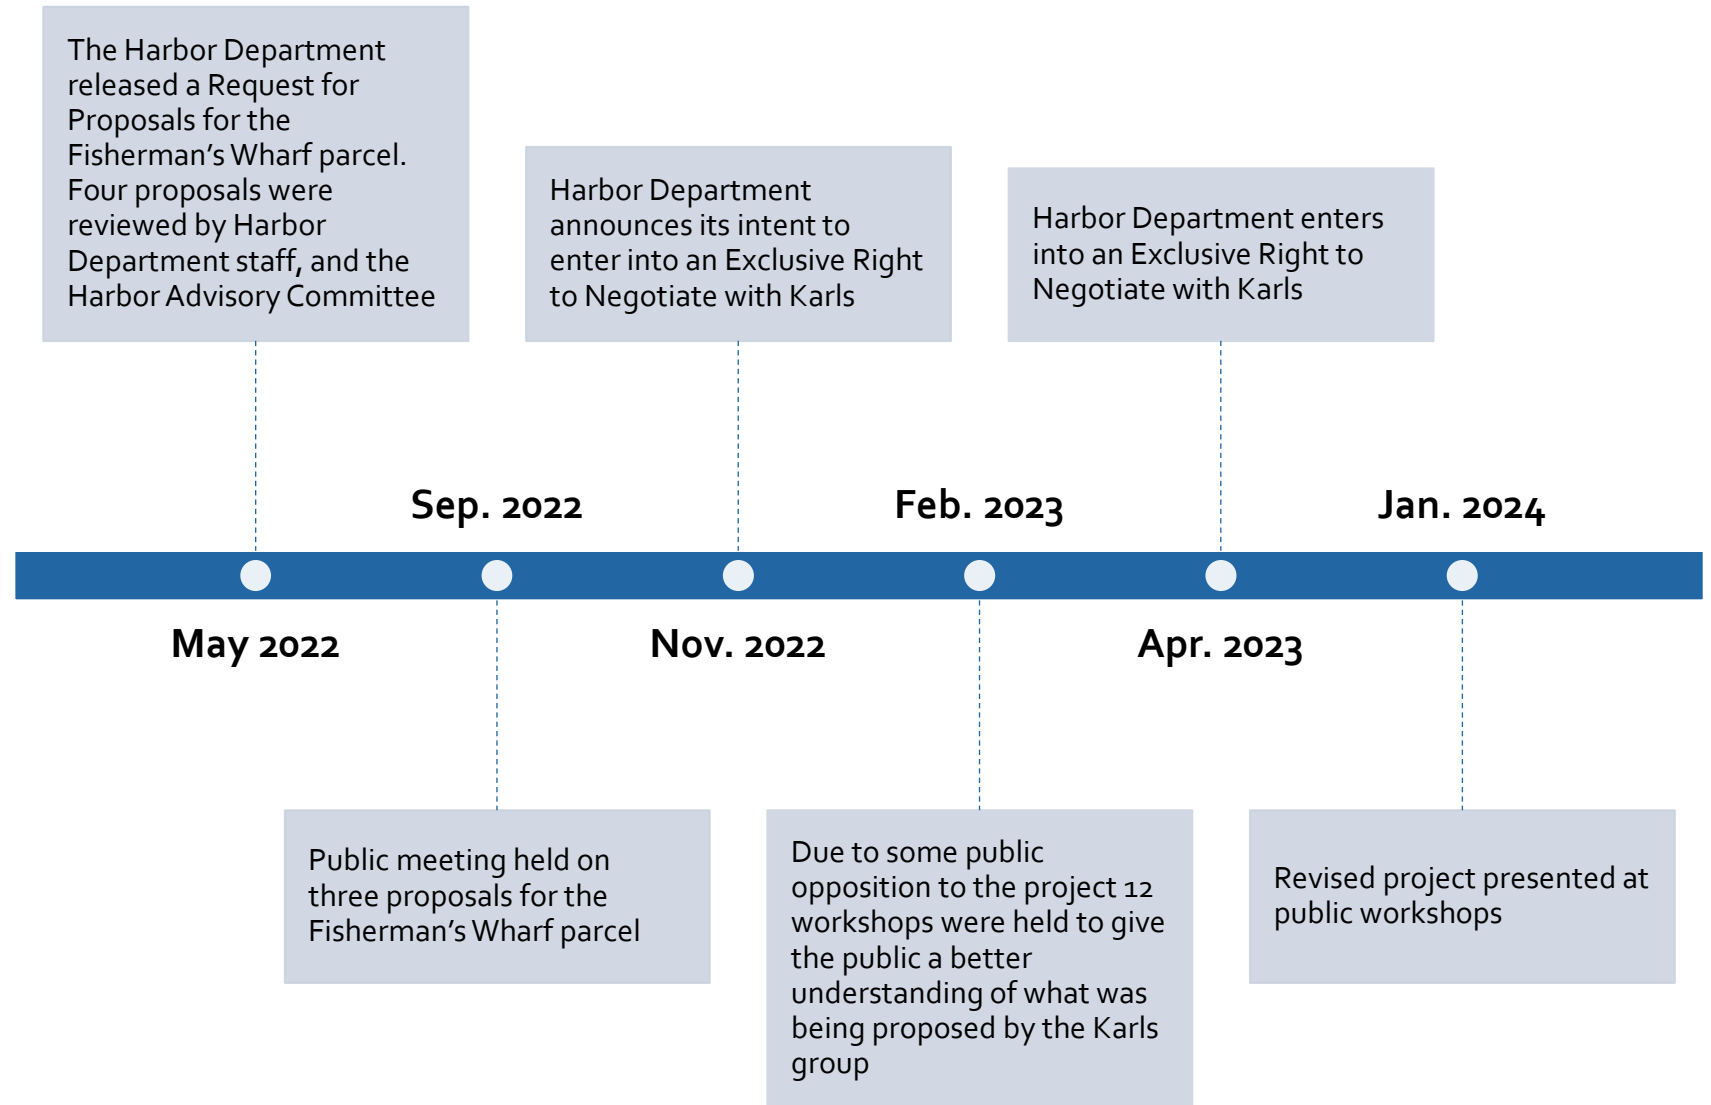 The Harbor Department
released a Request for
Proposals for the
Fisherman's Wharf parcel.
Four proposals were
reviewed by Harbor
Department staff, and the
Harbor Advisory Committee
Harbor Department
announces its intent to
enter into an Exclusive Right
to Negotiate with Karls
Harbor Department enters
into an Exclusive Right to
Negotiate with Karls
Sep. 2022
Feb. 2023
Jan. 2024
May 2022
Nov. 2022
Apr. 2023
Public meeting held on
three proposals for the
Fisherman's Wharf parcel
Due to some public
opposition to the project 12
workshops were held to give
the public a better
understanding of what was
being proposed by the Karls
group
Revised project presented at
public workshops